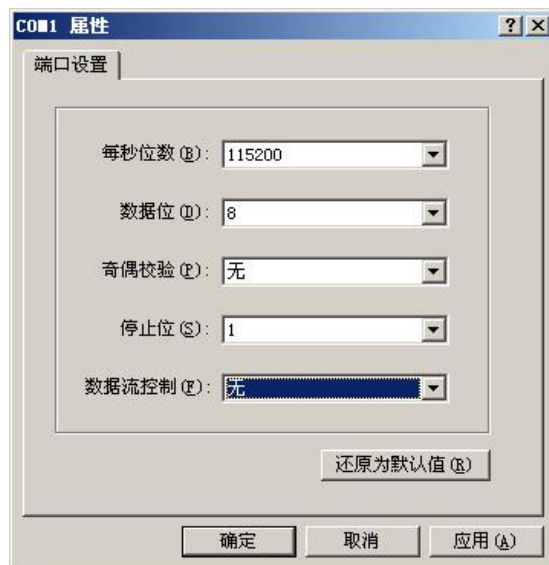 COM1 属性
端口设置
每秒位数(B): 115200
数据位(D): 8
奇偶校验(P): 无
停止位(S): 1
数据流控制(F): 无
还原为默认值(R)
确定 取消 应用(A)